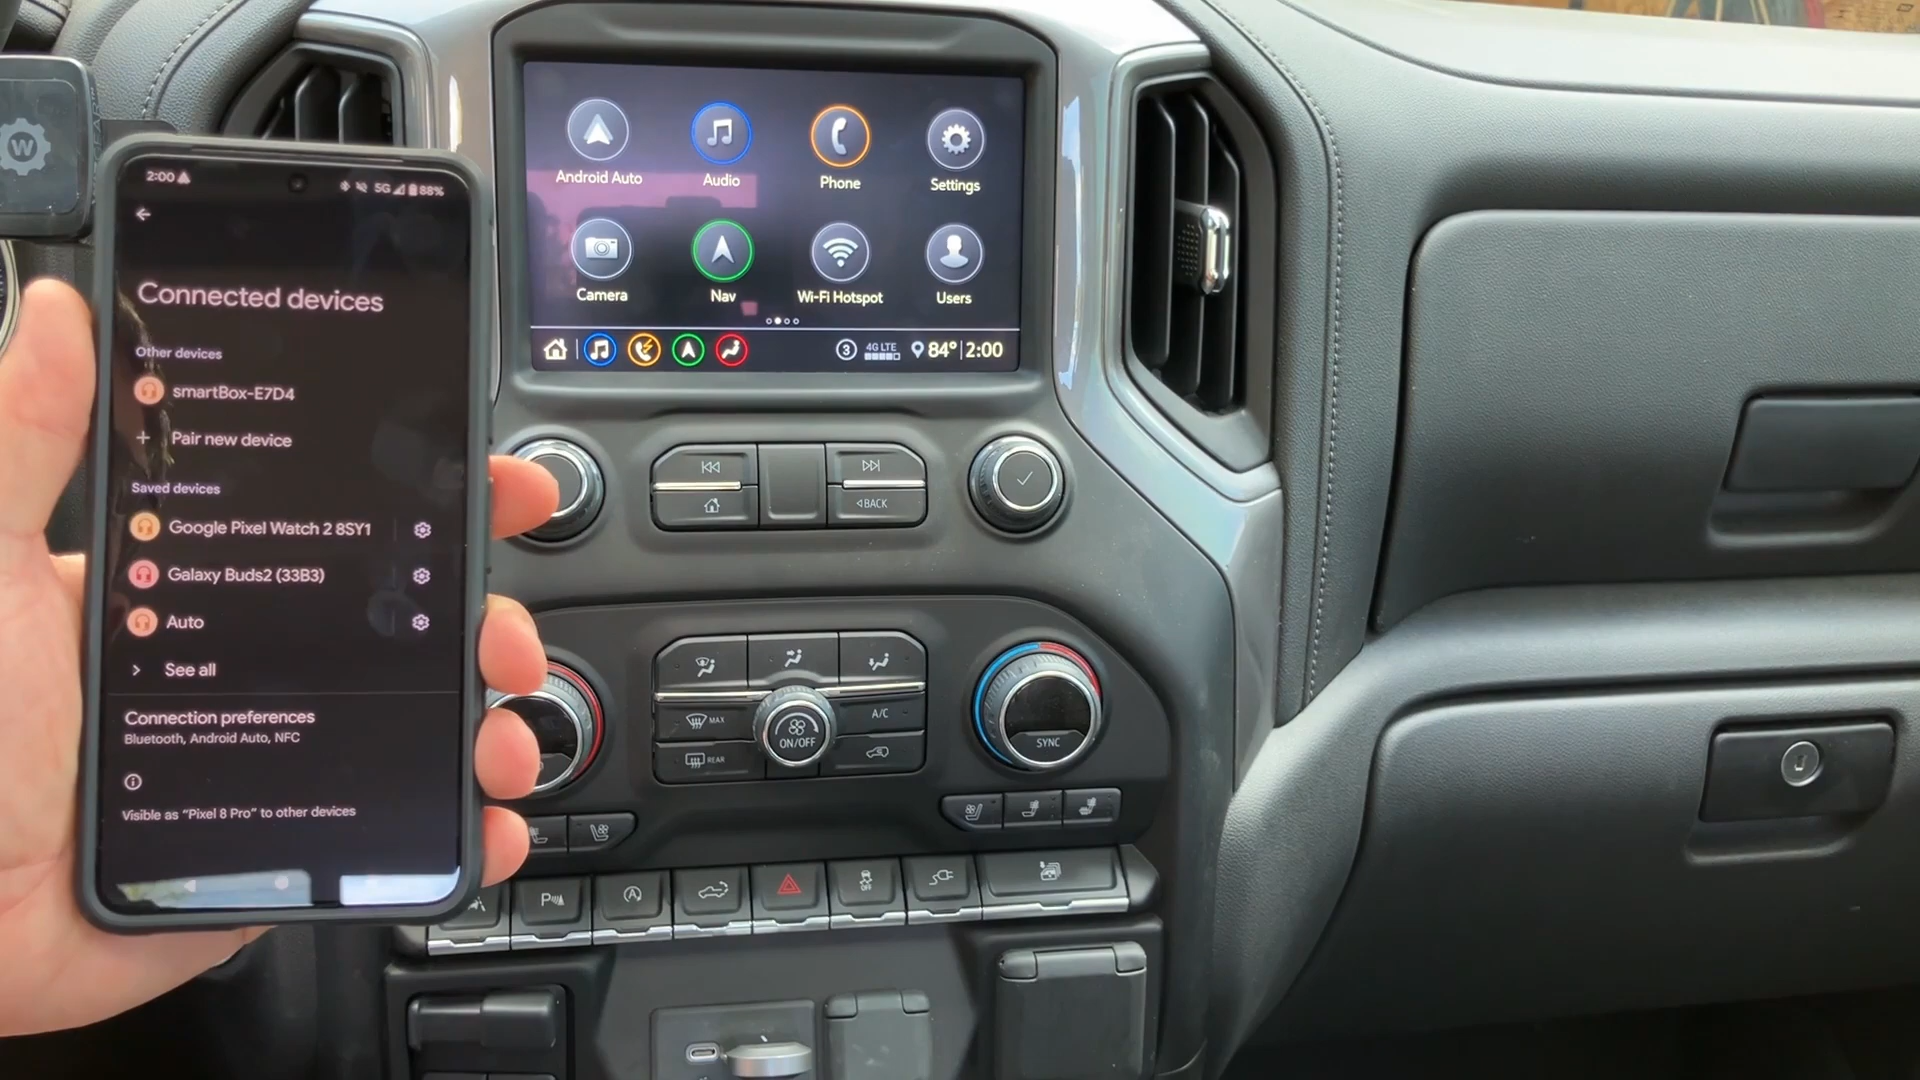 W
2:00
5G 88%
Connected devices
Other devices
smartBox-E7D4
+ Pair new device
Saved devices
Google Pixel Watch 2 8SY1
Galaxy Buds2 (33B3)
Auto
See all
Connection preferences
Bluetooth, Android Auto, NFC
Visible as “Pixel 8 Pro” to other devices
Android Auto
Audio
Phone
Settings
Camera
Nav
Wi-Fi Hotspot
Users
3
4G LTE
84°
2:00
BACK
MAX
A/C
ON/OFF
REAR
SYNC
P
A
OFF